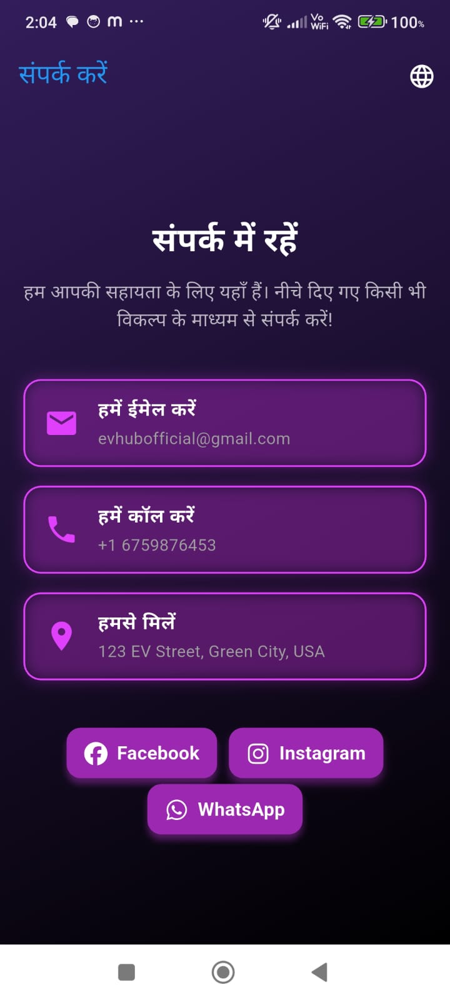 2:04
Vo
WiFi
100%
संपर्क करें
संपर्क में रहें
हम आपकी सहायता के लिए यहाँ हैं। नीचे दिए गए किसी भी
विकल्प के माध्यम से संपर्क करें!
हमें ईमेल करें
evhubofficial@gmail.com
हमें कॉल करें
+1 6759876453
हमसे मिलें
123 EV Street, Green City, USA
Facebook
Instagram
WhatsApp